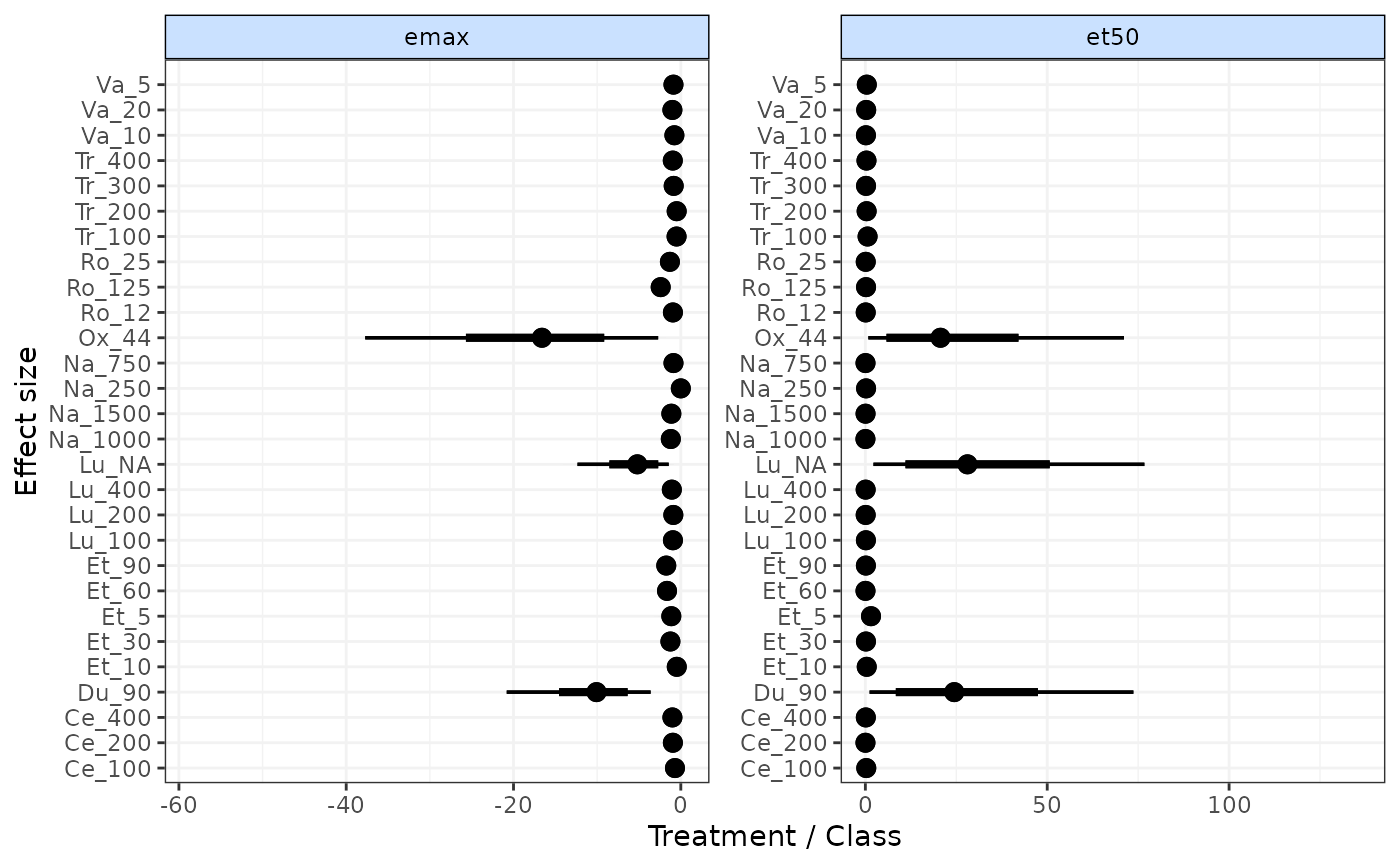 emax
et50
Effect size
Va_5
Va_20
Va_10
Tr_400
Tr_300
Tr_200
Tr_100
Ro_25
Ro_125
Ro_12
Ox_44
Na_750
Na_250
Na_1500
Na_1000
Lu_NA
Lu_400
Lu_200
Lu_100
Et_90
Et_60
Et_5
Et_30
Et_10
Du_90
Ce_400
Ce_200
Ce_100
-60 -40 -20 0
Va_5
Va_20
Va_10
Tr_400
Tr_300
Tr_200
Tr_100
Ro_25
Ro_125
Ro_12
Ox_44
Na_750
Na_250
Na_1500
Na_1000
Lu_NA
Lu_400
Lu_200
Lu_100
Et_90
Et_60
Et_5
Et_30
Et_10
Du_90
Ce_400
Ce_200
Ce_100
0 50 100
Treatment / Class